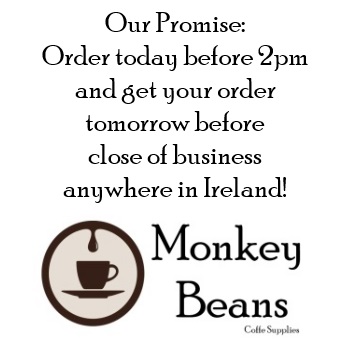 Our Promise:
Order today before 2pm
and get your order
tomorrow before
close of business
anywhere in Ireland!
Monkey
Beans
Coffe Supplies